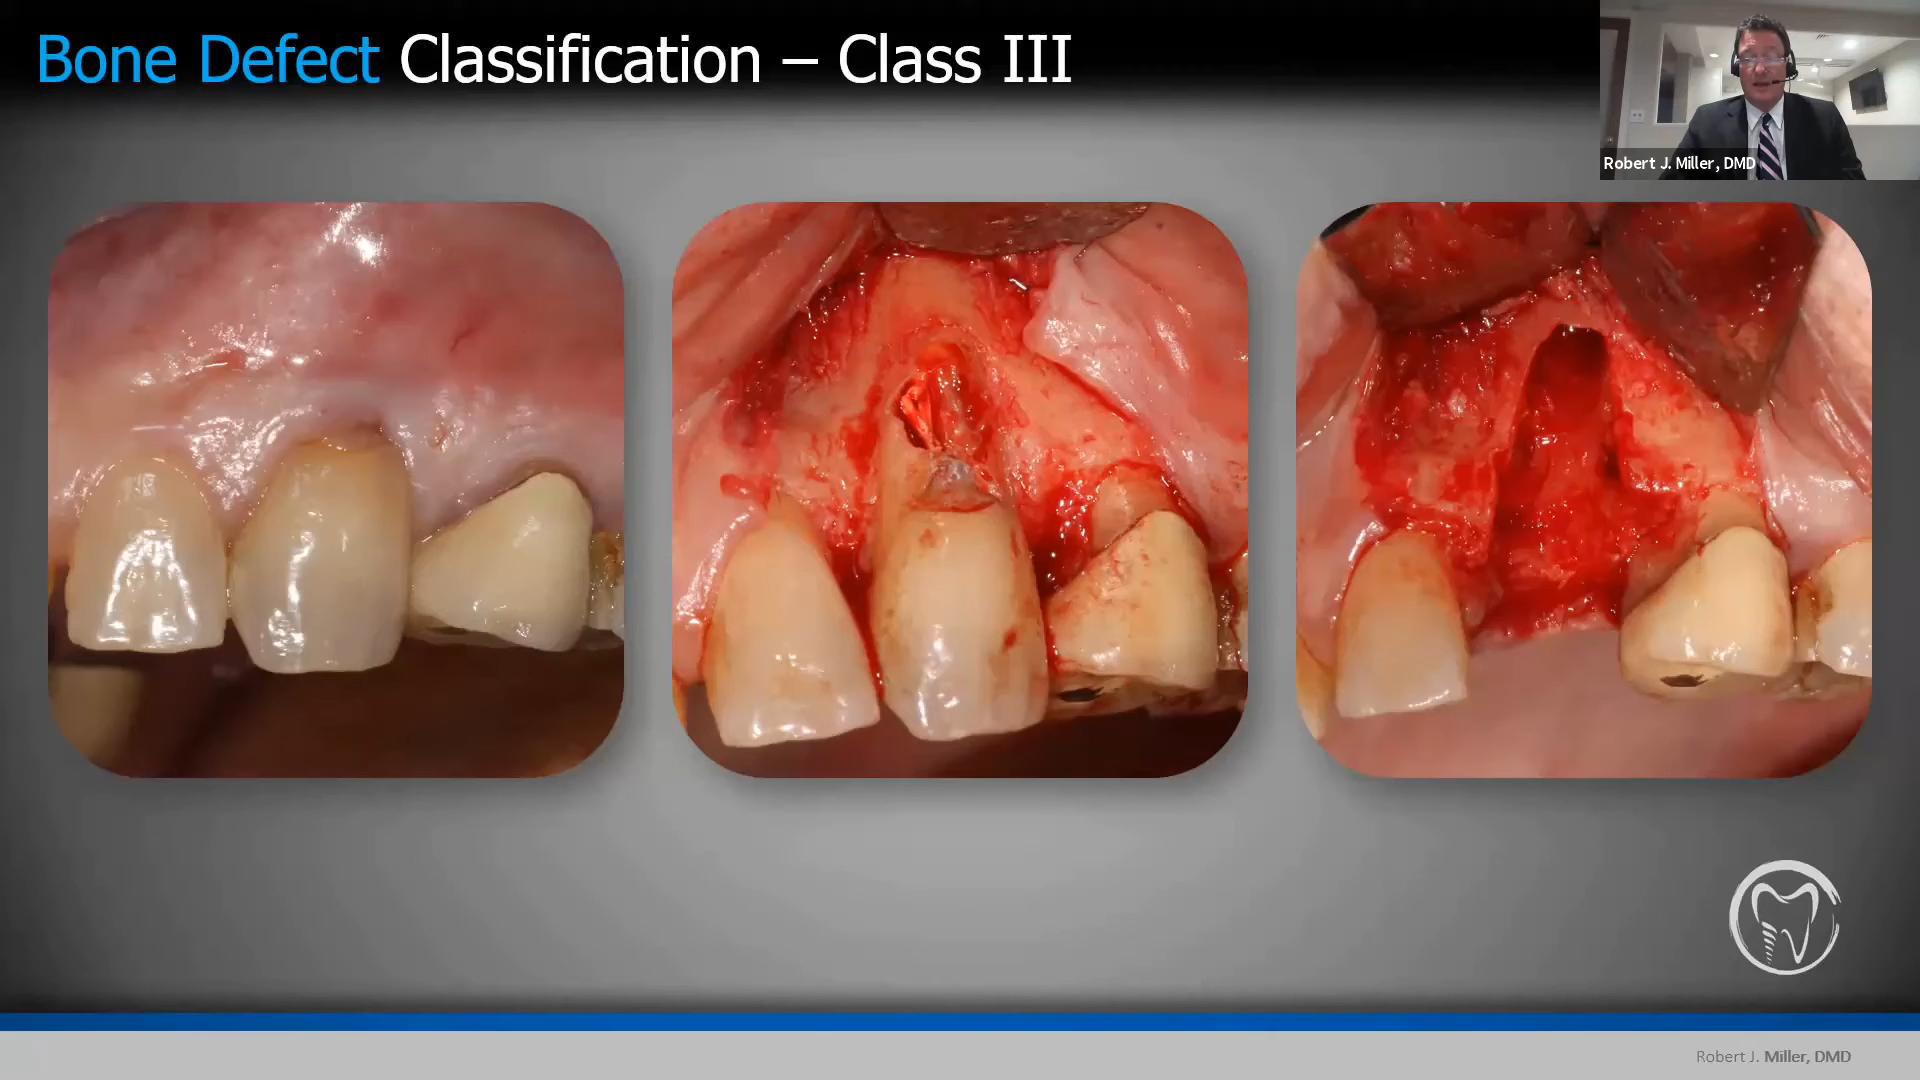 Bone Defect Classification – Class III
Robert J. Miller, DMD
Robert J. Miller, DMD